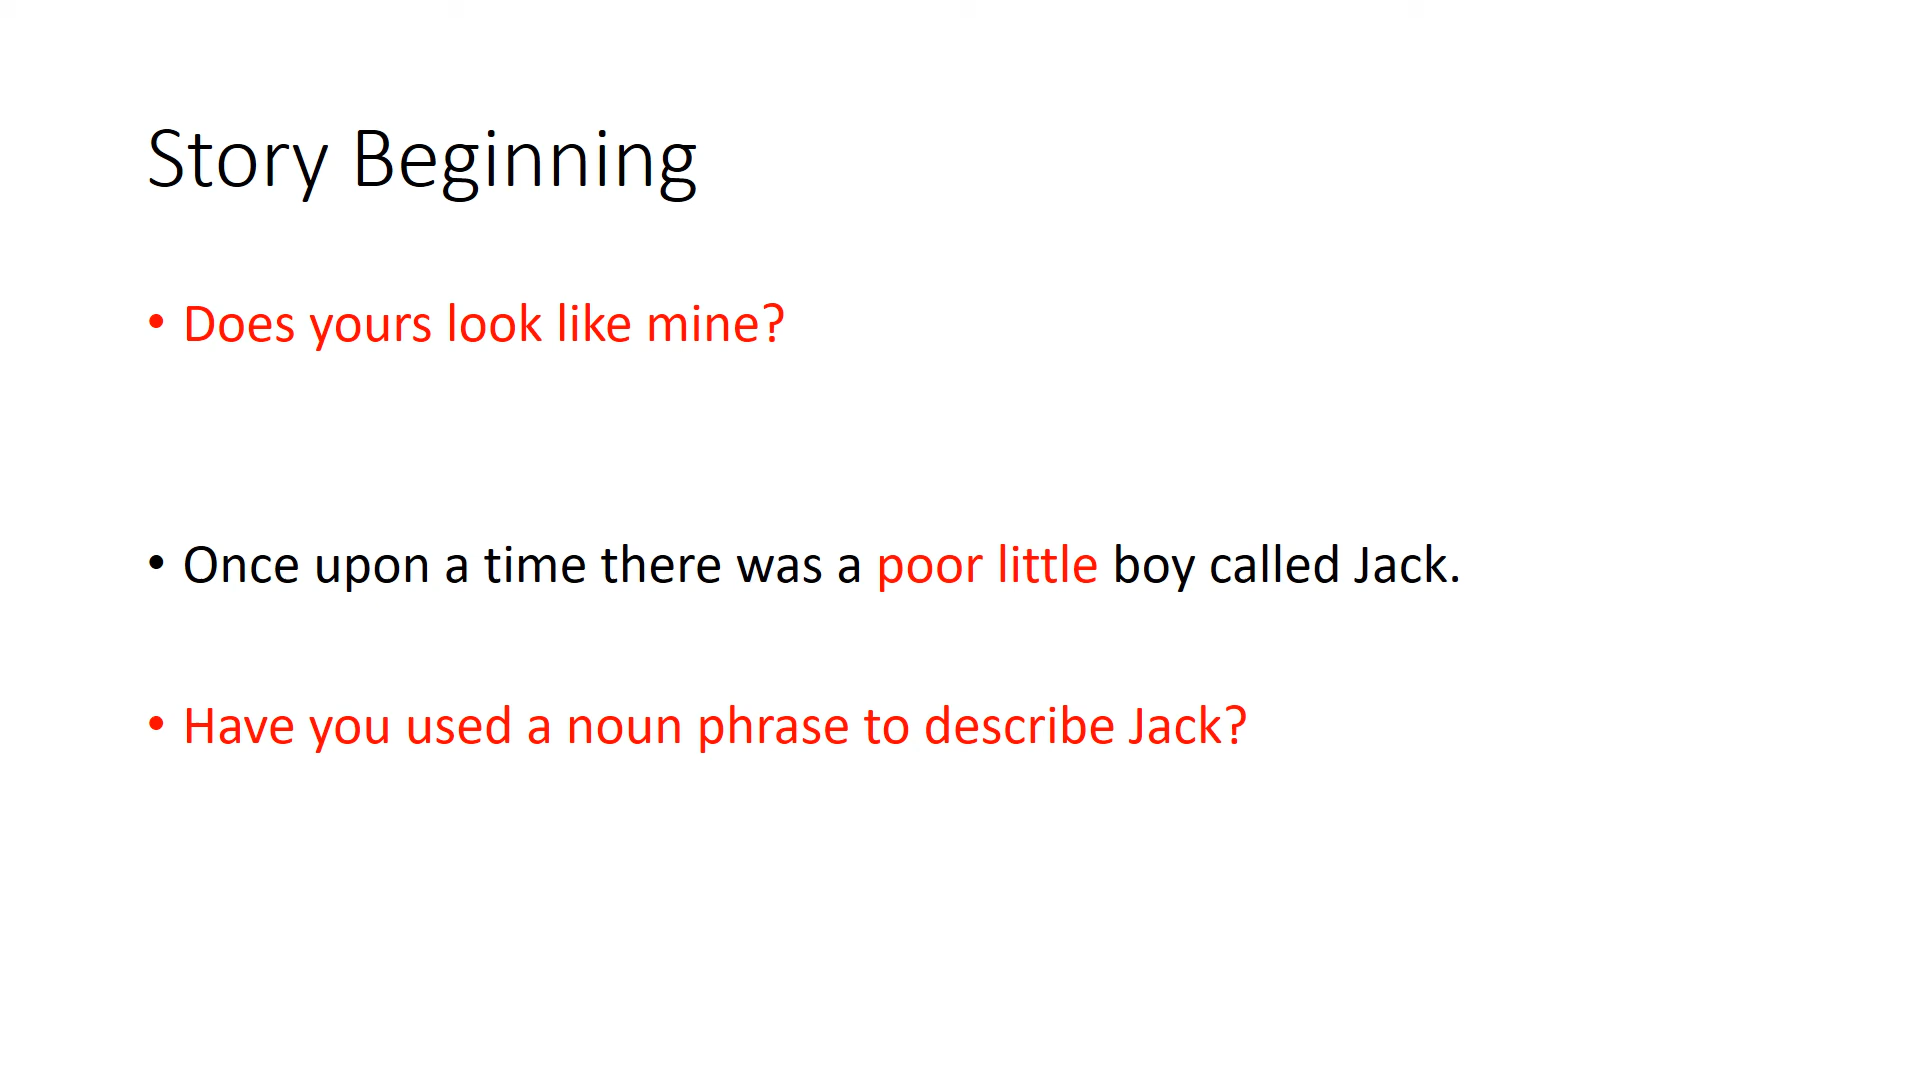 Story Beginning
• Does yours look like mine?
• Once upon a time there was a poor little boy called Jack.
• Have you used a noun phrase to describe Jack?